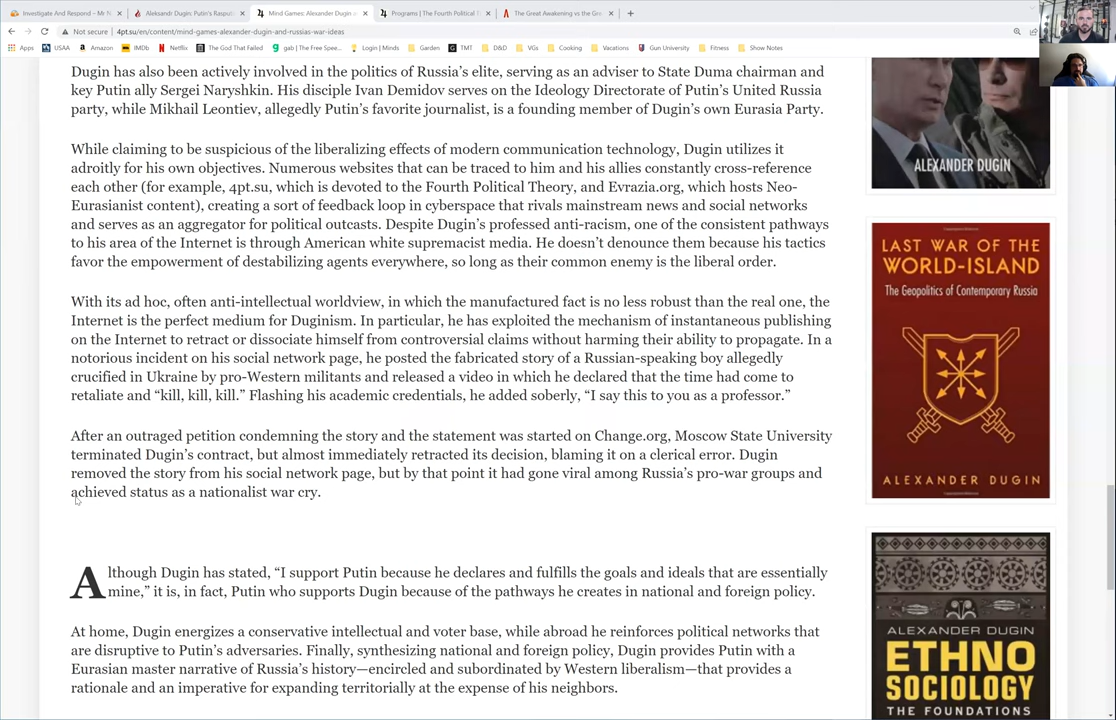 Investigate And Respond - Mr N
Aleksandr Dugin: Putin's Rasputi
Mind Games: Alexander Dugin a
Programs | The Fourth Political T
The Great Awakening vs the Gre
Not secure
4pt.su/en/content/mind-games-alexander-dugin-and-russias-war-ideas
Apps
USAA
Amazon
IMDb
Netflix
The God That Failed
gab | The Free Spee...
Login | Minds
Garden
TMT
D&D
VGs
Cooking
Vacations
Gun University
Fitness
Show Notes
Dugin has also been actively involved in the politics of Russia's elite, serving as an adviser to State Duma chairman and
key Putin ally Sergei Naryshkin. His disciple Ivan Demidov serves on the Ideology Directorate of Putin's United Russia
party, while Mikhail Leontiev, allegedly Putin's favorite journalist, is a founding member of Dugin's own Eurasia Party.
While claiming to be suspicious of the liberalizing effects of modern communication technology, Dugin utilizes it
adroitly for his own objectives. Numerous websites that can be traced to him and his allies constantly cross-reference
each other (for example, 4pt.su, which is devoted to the Fourth Political Theory, and Evrazia.org, which hosts Neo-
Eurasianist content), creating a sort of feedback loop in cyberspace that rivals mainstream news and social networks
and serves as an aggregator for political outcasts. Despite Dugin's professed anti-racism, one of the consistent pathways
to his area of the Internet is through American white supremacist media. He doesn't denounce them because his tactics
favor the empowerment of destabilizing agents everywhere, so long as their common enemy is the liberal order.
With its ad hoc, often anti-intellectual worldview, in which the manufactured fact is no less robust than the real one, the
Internet is the perfect medium for Duginism. In particular, he has exploited the mechanism of instantaneous publishing
on the Internet to retract or dissociate himself from controversial claims without harming their ability to propagate. In a
notorious incident on his social network page, he posted the fabricated story of a Russian-speaking boy allegedly
crucified in Ukraine by pro-Western militants and released a video in which he declared that the time had come to
retaliate and “kill, kill, kill.” Flashing his academic credentials, he added soberly, “I say this to you as a professor.”
After an outraged petition condemning the story and the statement was started on Change.org, Moscow State University
terminated Dugin's contract, but almost immediately retracted its decision, blaming it on a clerical error. Dugin
removed the story from his social network page, but by that point it had gone viral among Russia's pro-war groups and
achieved status as a nationalist war cry.
Although Dugin has stated, “I support Putin because he declares and fulfills the goals and ideals that are essentially
mine,” it is, in fact, Putin who supports Dugin because of the pathways he creates in national and foreign policy.
At home, Dugin energizes a conservative intellectual and voter base, while abroad he reinforces political networks that
are disruptive to Putin's adversaries. Finally, synthesizing national and foreign policy, Dugin provides Putin with a
Eurasian master narrative of Russia's history—encircled and subordinated by Western liberalism—that provides a
rationale and an imperative for expanding territorially at the expense of his neighbors.
ALEXANDER DUGIN
LAST WAR OF THE
WORLD-ISLAND
The Geopolitics of Contemporary Russia
ALEXANDER DUGIN
ALEXANDER DUGIN
ETHNO
SOCIOLOGY
THE FOUNDATIONS